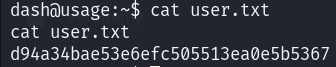 dash@usage:~$ cat user.txt
cat user.txt
d94a34bae53e6efc505513ea0e5b5367